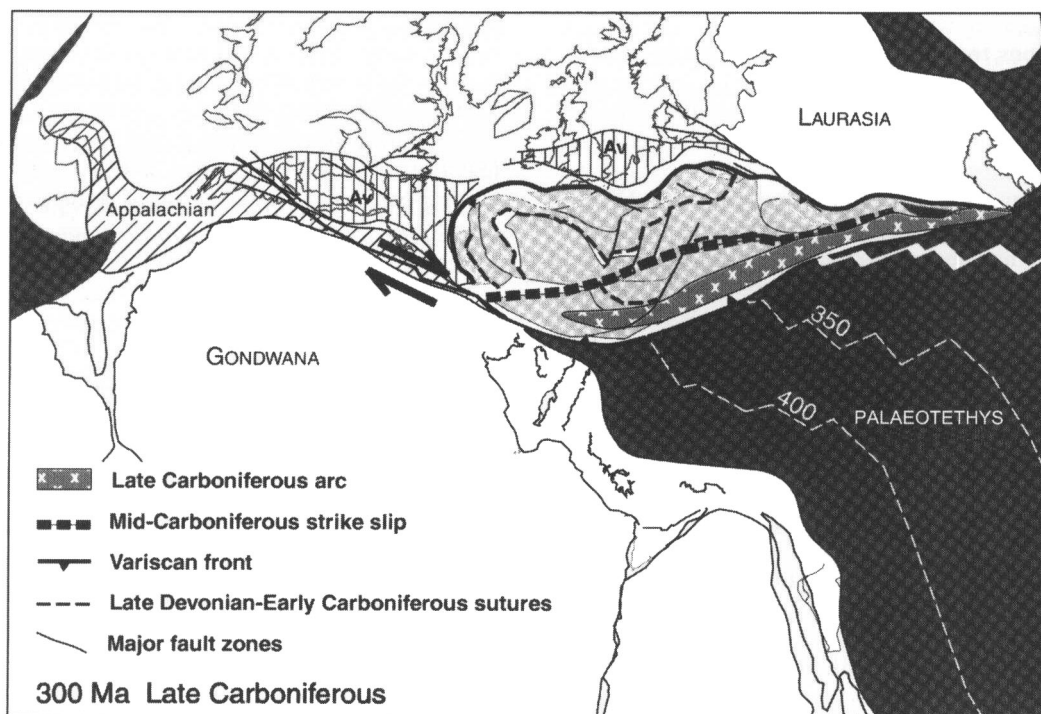 LAURASIA
Av
Av
Appalachian
GONDWANA
350
400
PALAEOTETHYS
Late Carboniferous arc
Mid-Carboniferous strike slip
Variscan front
Late Devonian-Early Carboniferous sutures
Major fault zones
300 Ma Late Carboniferous